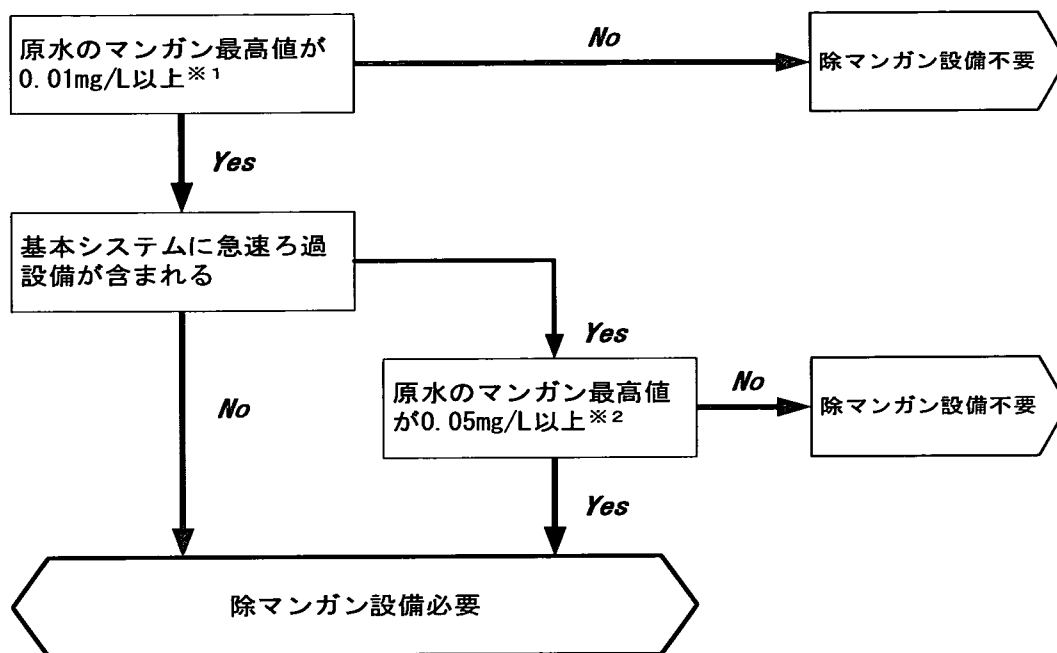 原水のマンガン最高値が
0.01mg/L以上※1
No
除マンガン設備不要
Yes
基本システムに急速ろ過
設備が含まれる
Yes
No
原水のマンガン最高値
が0.05mg/L以上※2
No
除マンガン設備不要
Yes
除マンガン設備必要